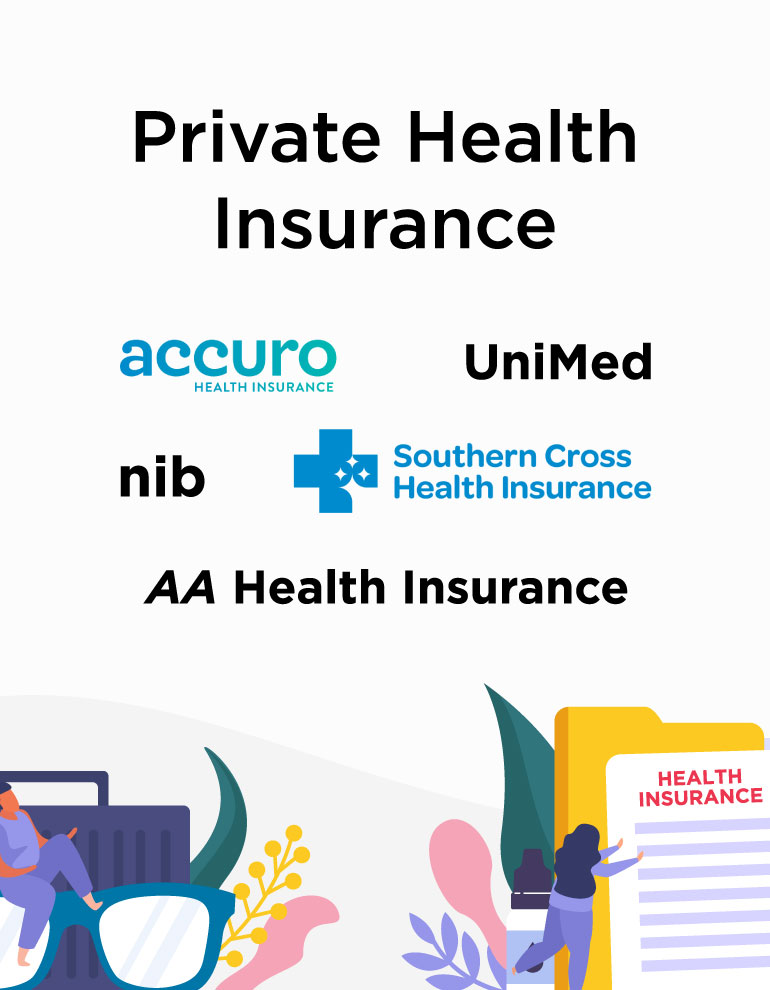 Private Health
Insurance
accuro
HEALTH INSURANCE
UniMed
nib
Southern Cross
Health Insurance
AA Health Insurance
HEALTH
INSURANCE